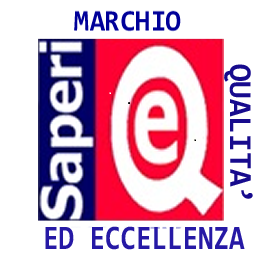 MARCHIO
Saperi
e
QUALITA’
ED ECCELLENZA